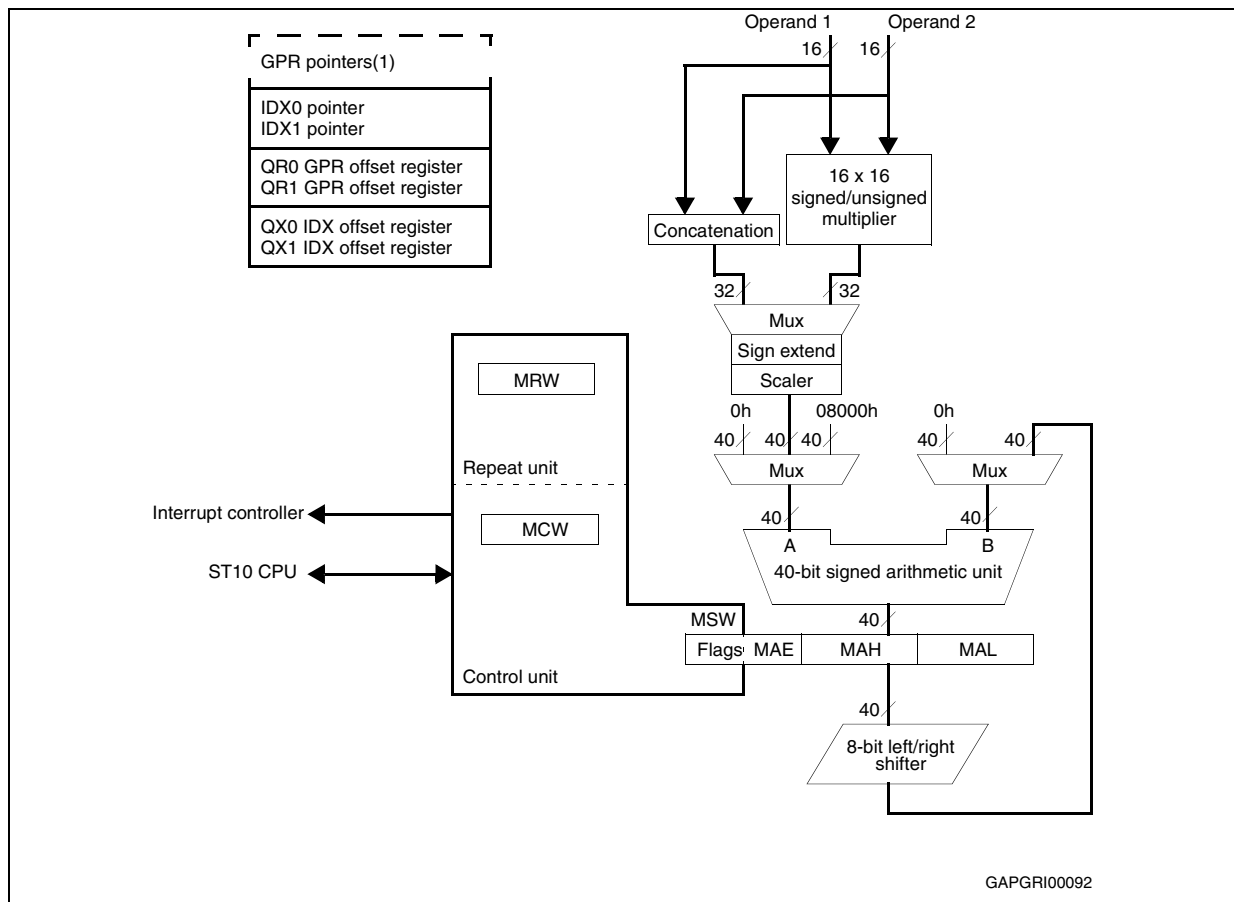 Operand 1
Operand 2
16
16
GPR pointers(1)
IDX0 pointer
IDX1 pointer
QR0 GPR offset register
QR1 GPR offset register
QX0 IDX offset register
QX1 IDX offset register
16 x 16
signed/unsigned
multiplier
Concatenation
32
32
Mux
Sign extend
Scaler
MRW
0h
08000h
0h
40
40
40
40
40
Repeat unit
Mux
Mux
Interrupt controller
MCW
40
40
A
B
ST10 CPU
40-bit signed arithmetic unit
MSW
40
Flags
MAE
MAH
MAL
Control unit
40
8-bit left/right
shifter
GAPGRI00092